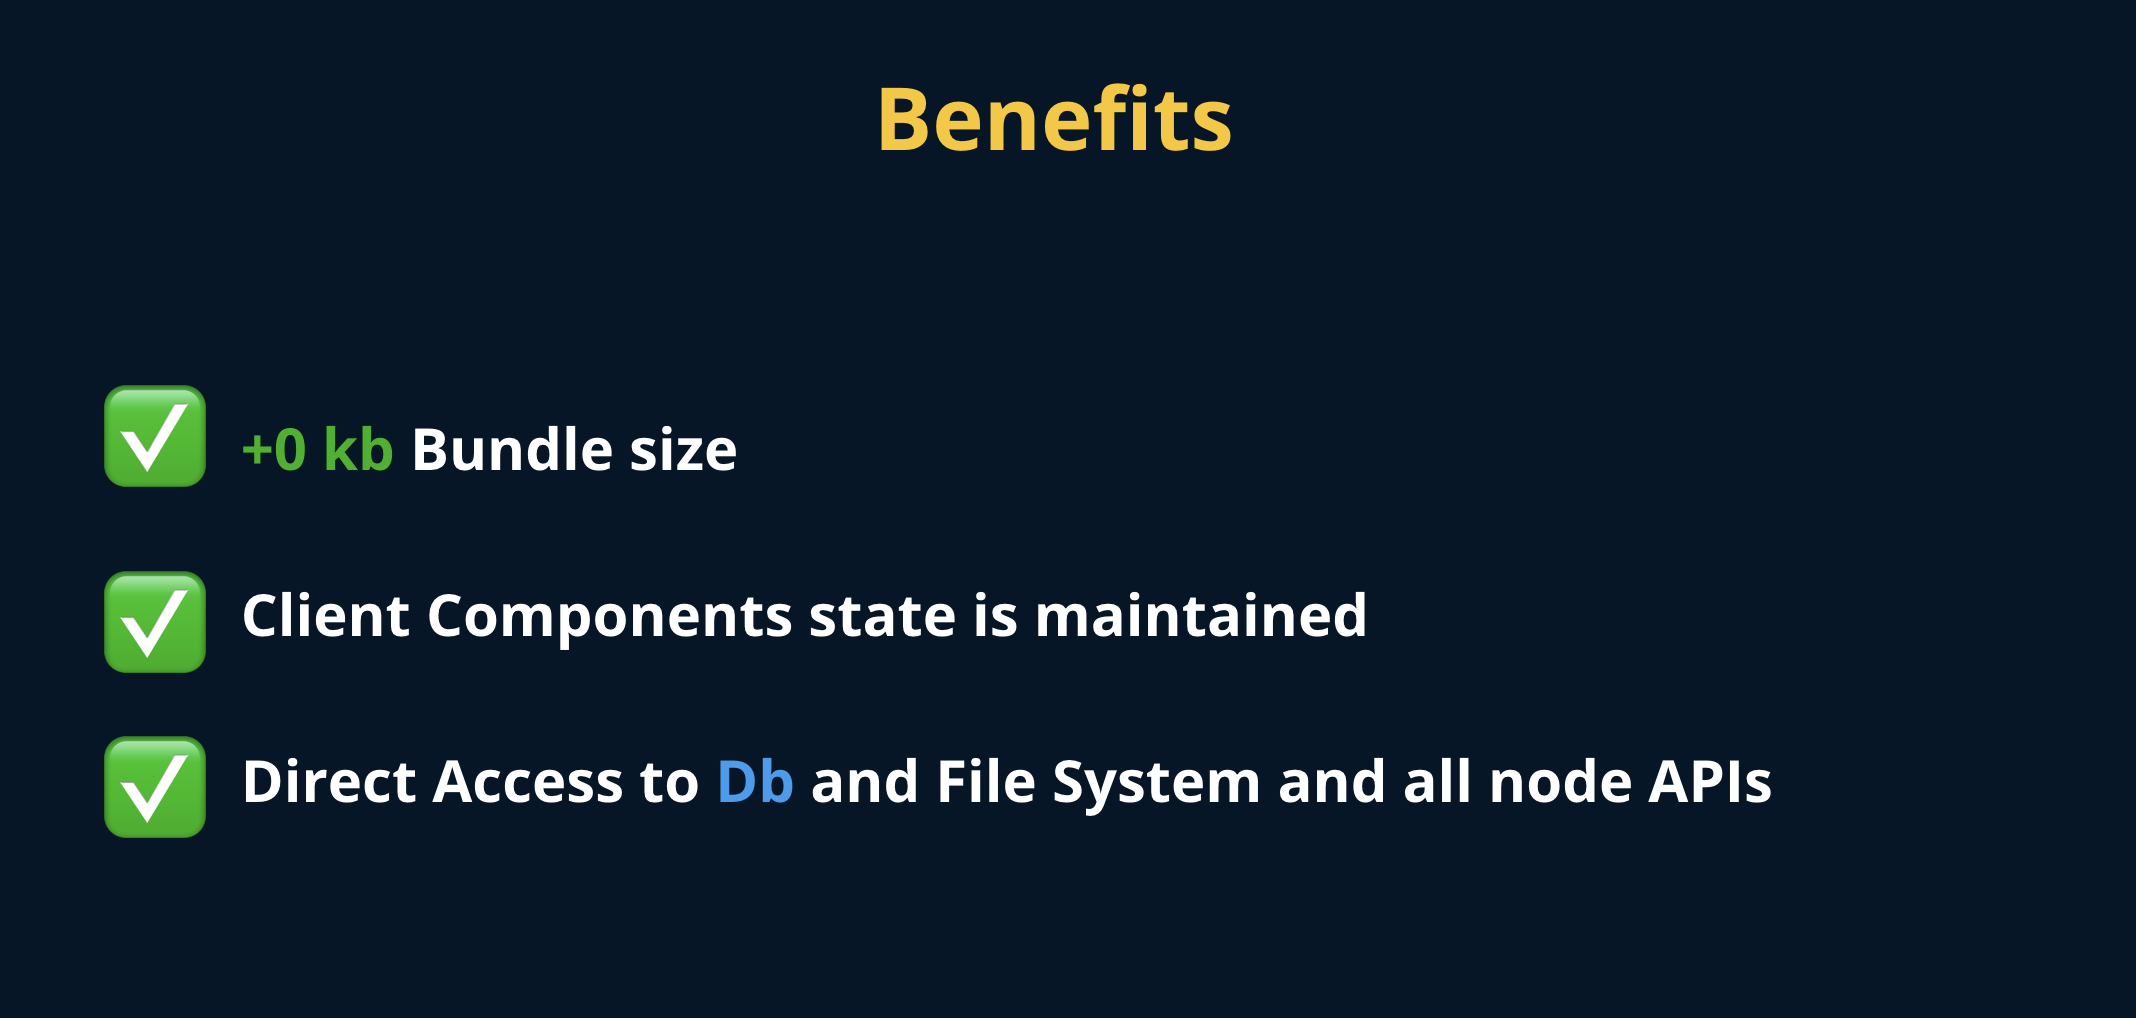 Benefits
✅ +0 kb Bundle size
✅ Client Components state is maintained
✅ Direct Access to Db and File System and all node APIs